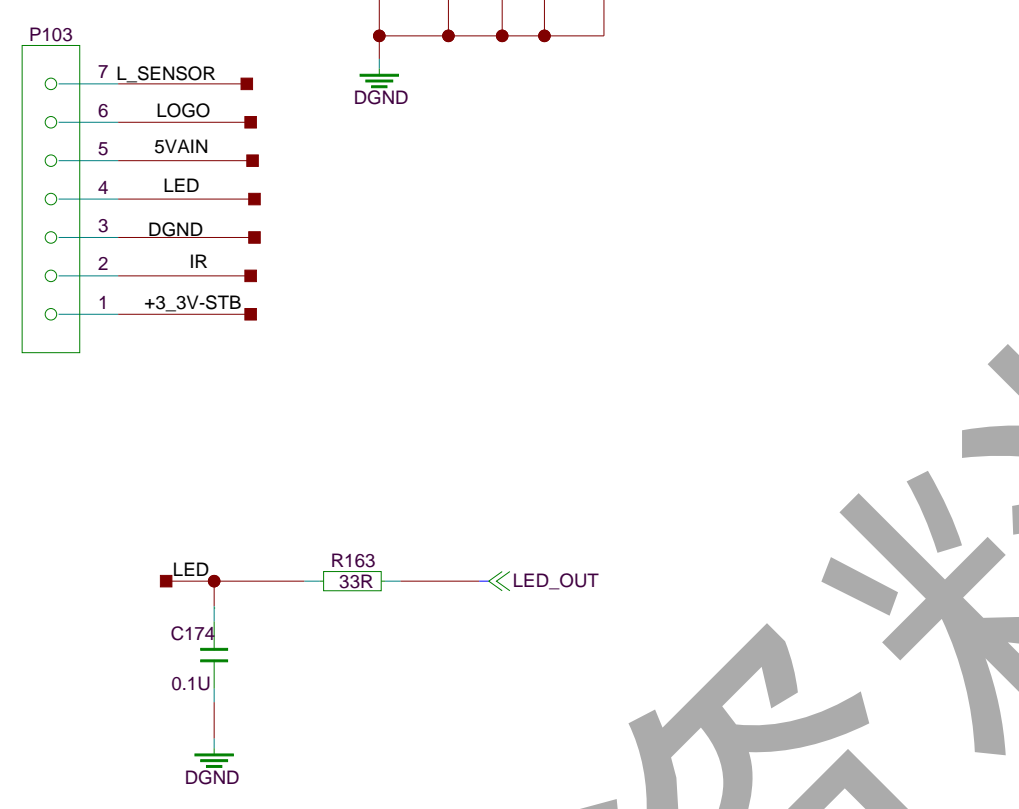 P103
7 L_SENSOR
6 LOGO
5 5VAIN
4 LED
3 DGND
2 IR
1 +3_3V-STB
DGND
LED
R163
33R
LED_OUT
C174
0.1U
DGND